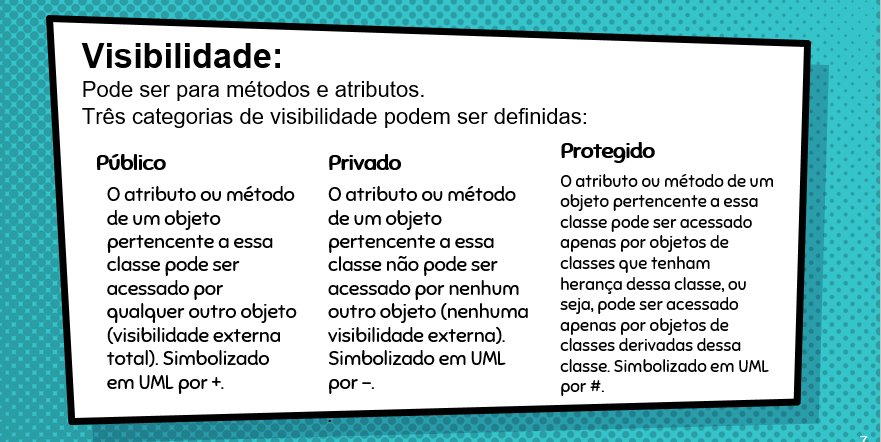 Visibilidade:
Pode ser para métodos e atributos.
Três categorias de visibilidade podem ser definidas:
Público
O atributo ou método
de um objeto
pertencente a essa
classe pode ser
acessado por
qualquer outro objeto
(visibilidade externa
total). Simbolizado
em UML por +.
Privado
O atributo ou método
de um objeto
pertencente a essa
classe não pode ser
acessado por nenhum
outro objeto (nenhuma
visibilidade externa).
Simbolizado em UML
por –.
Protegido
O atributo ou método de um
objeto pertencente a essa
classe pode ser acessado
apenas por objetos de
classes que tenham
herança dessa classe, ou
seja, pode ser acessado
apenas por objetos de
classes derivadas dessa
classe. Simbolizado em UML
por #.
7